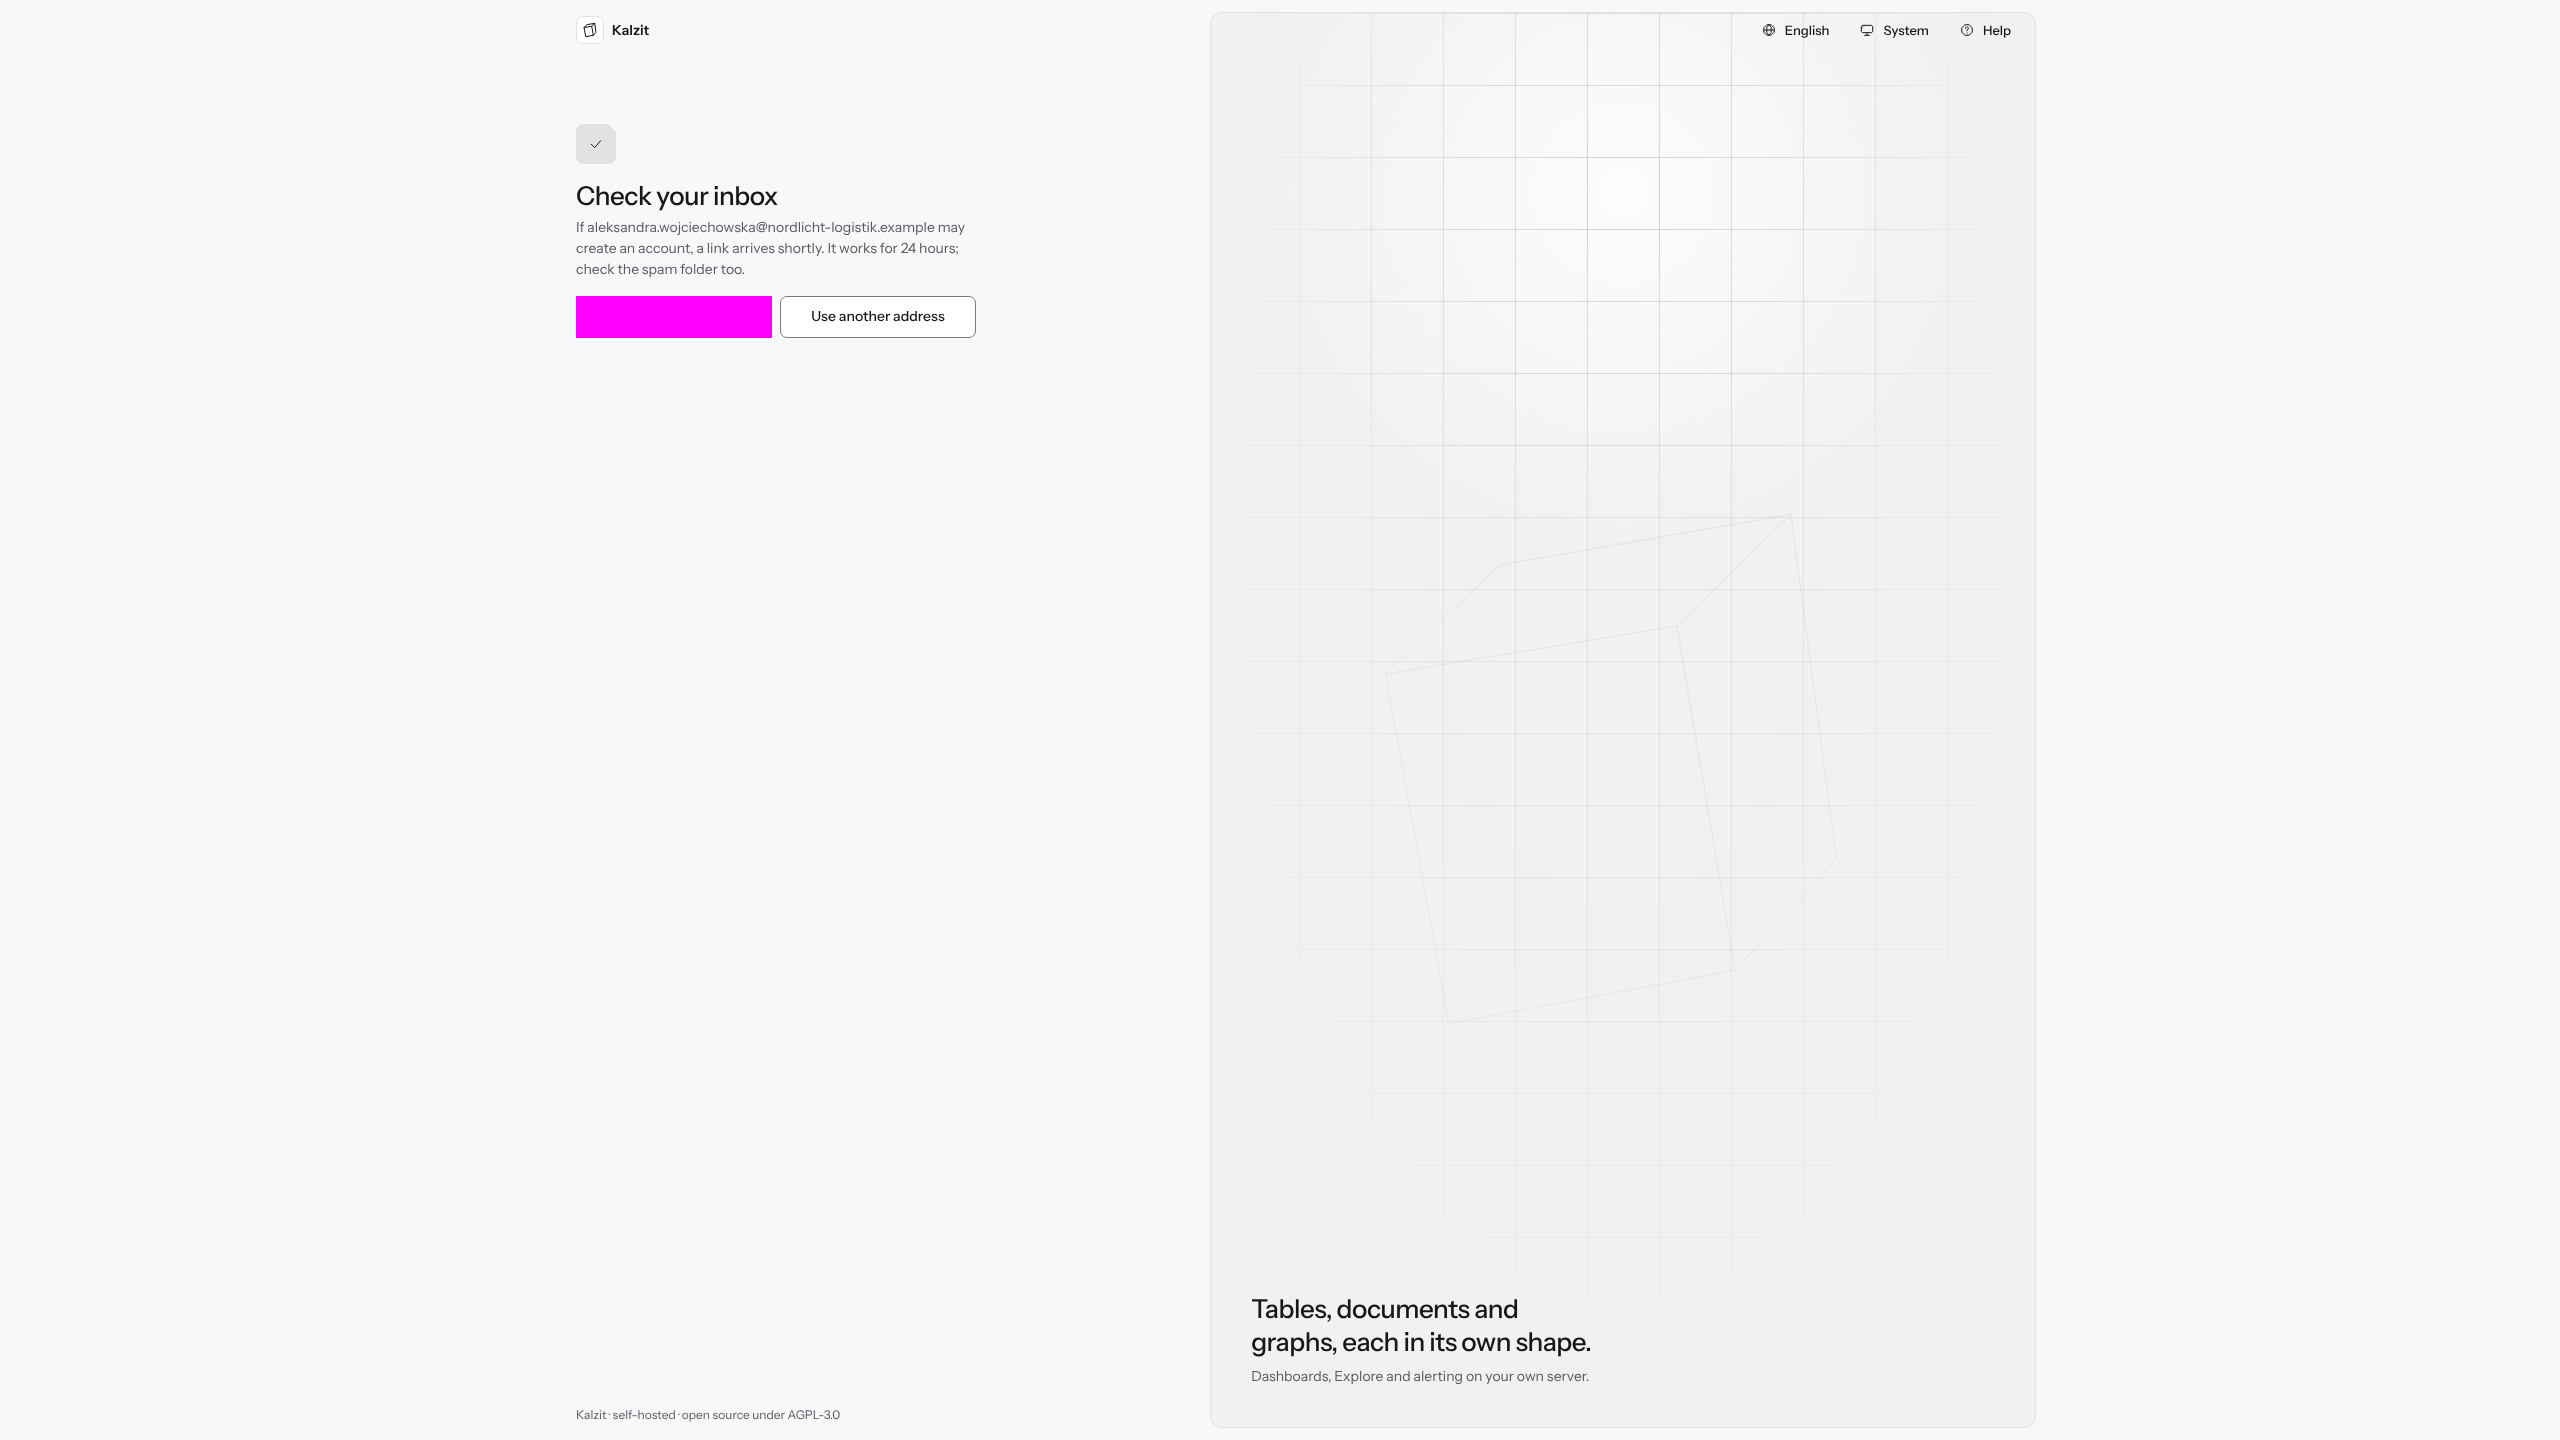 Kalzit
English
System
Help
Check your inbox
If aleksandra.wojciechowska@nordlicht-logistik.example may
create an account, a link arrives shortly. It works for 24 hours;
check the spam folder too.
Use another address
Tables, documents and
graphs, each in its own shape.
Dashboards, Explore and alerting on your own server.
Kalzit · self-hosted · open source under AGPL-3.0